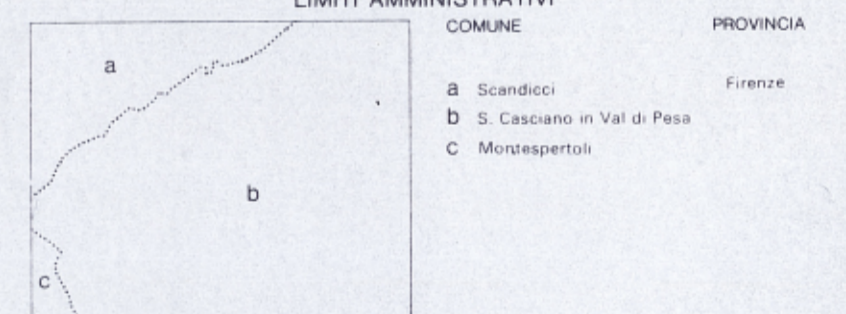 LIMITI AMMINISTRATIVI
COMUNE PROVINCIA
a
a Scandicci Firenze
b S. Casciano in Val di Pesa
c Montespertoli
b
c